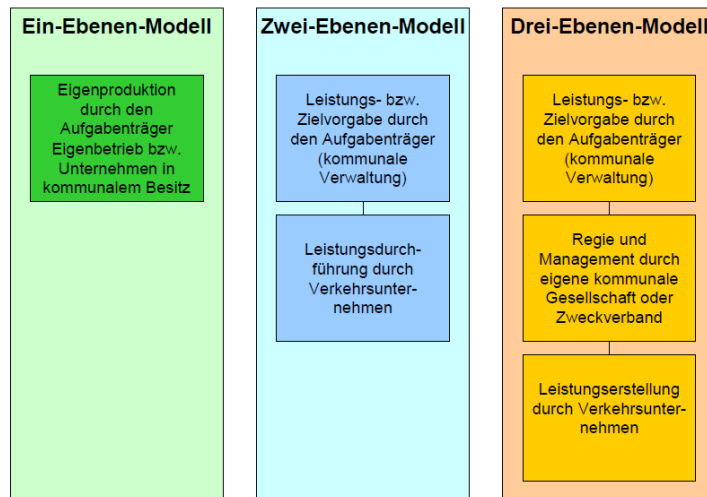 Ein-Ebenen-Modell
Eigenproduktion
durch den
Aufgabenträger
Eigenbetrieb bzw.
Unternehmen in
kommunalem Besitz
Zwei-Ebenen-Modell
Leistungs- bzw.
Zielvorgabe durch
den Aufgabenträger
(kommunale
Verwaltung)
Leistungsdurch-
führung durch
Verkehrsunter-
nehmen
Drei-Ebenen-Modell
Leistungs- bzw.
Zielvorgabe durch
den Aufgabenträger
(kommunale
Verwaltung)
Regie und
Management durch
eigene kommunale
Gesellschaft oder
Zweckverband
Leistungserstellung
durch Verkehrsunter-
nehmen